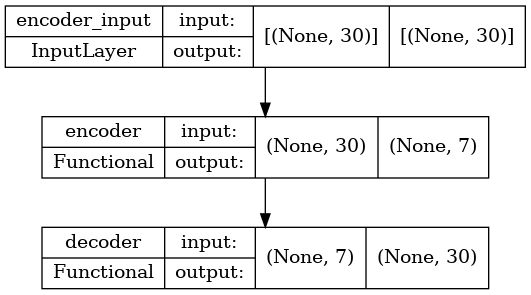 encoder_input input: [(None, 30)] [(None, 30)]
InputLayer output:
encoder input: (None, 30) (None, 7)
Functional output:
decoder input: (None, 7) (None, 30)
Functional output: